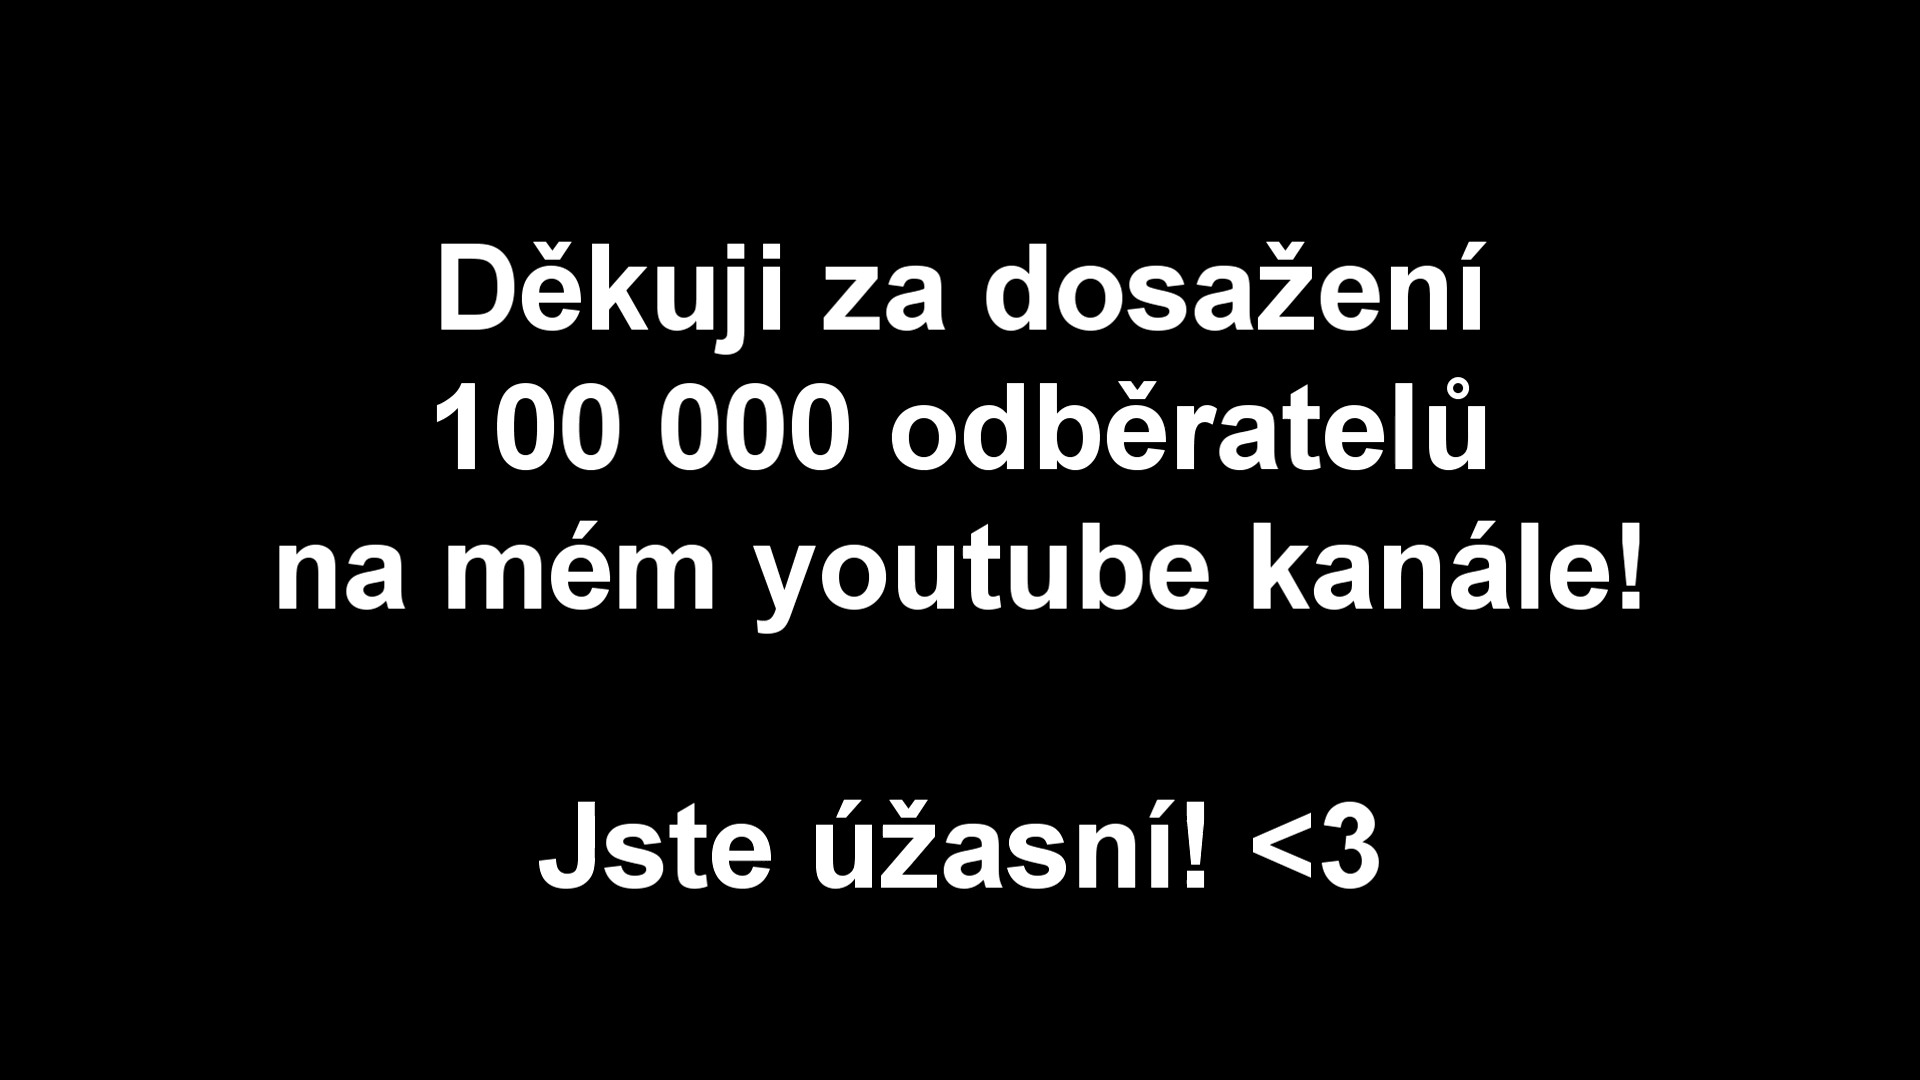 Děkuji za dosažení
100 000 odběratelů
na mém youtube kanále!
Jste úžasní! <3